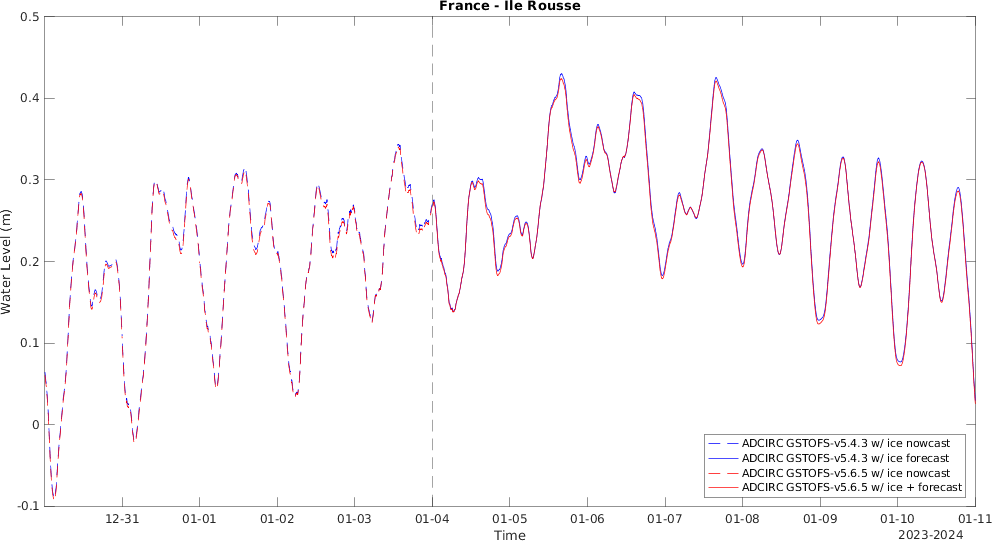 France - Ile Rousse
Water Level (m)
0.5
0.4
0.3
0.2
0.1
0
-0.1
12-31
01-01
01-02
01-03
01-04
01-05
01-06
01-07
01-08
01-09
01-10
01-11
Time
2023-2024
ADCIRC GSTOFS-v5.4.3 w/ ice nowcast
ADCIRC GSTOFS-v5.4.3 w/ ice forecast
ADCIRC GSTOFS-v5.6.5 w/ ice nowcast
ADCIRC GSTOFS-v5.6.5 w/ ice + forecast